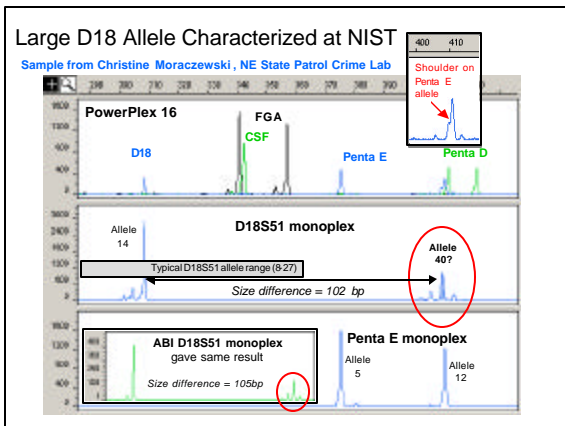 Large D18 Allele Characterized at NIST
Sample from Christine Moraczewski, NE State Patrol Crime Lab
400 410
Shoulder on
Penta E
allele
PowerPlex 16
FGA
CSF
D18
Penta E
Penta D
D18S51 monoplex
Allele
14
Allele
40?
Typical D18S51 allele range (8-27)
Size difference = 102 bp
ABI D18S51 monoplex
gave same result
Size difference = 105bp
Penta E monoplex
Allele
5
Allele
12